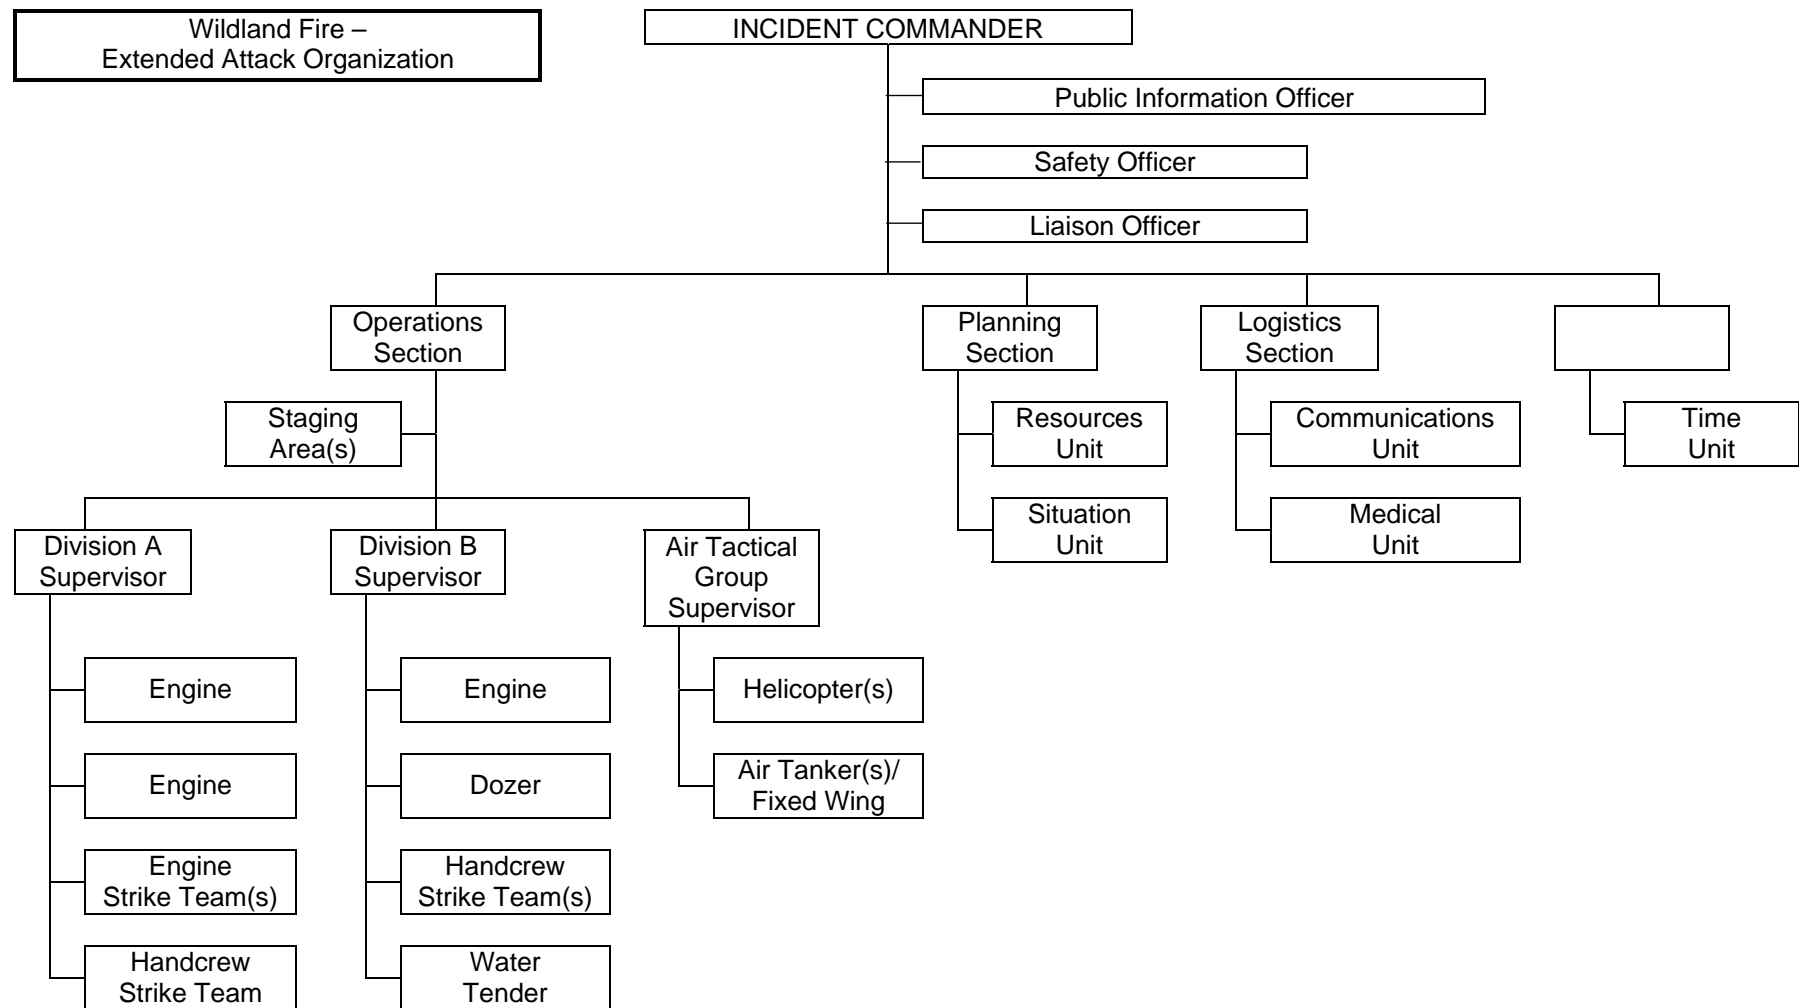 Wildland Fire –
Extended Attack Organization
INCIDENT COMMANDER
Public Information Officer
Safety Officer
Liaison Officer
Operations
Section
Planning
Section
Logistics
Section
Staging
Area(s)
Resources
Unit
Communications
Unit
Time
Unit
Situation
Unit
Medical
Unit
Division A
Supervisor
Division B
Supervisor
Air Tactical
Group
Supervisor
Engine
Engine
Helicopter(s)
Engine
Dozer
Air Tanker(s)/
Fixed Wing
Engine
Strike Team(s)
Handcrew
Strike Team(s)
Handcrew
Strike Team
Water
Tender